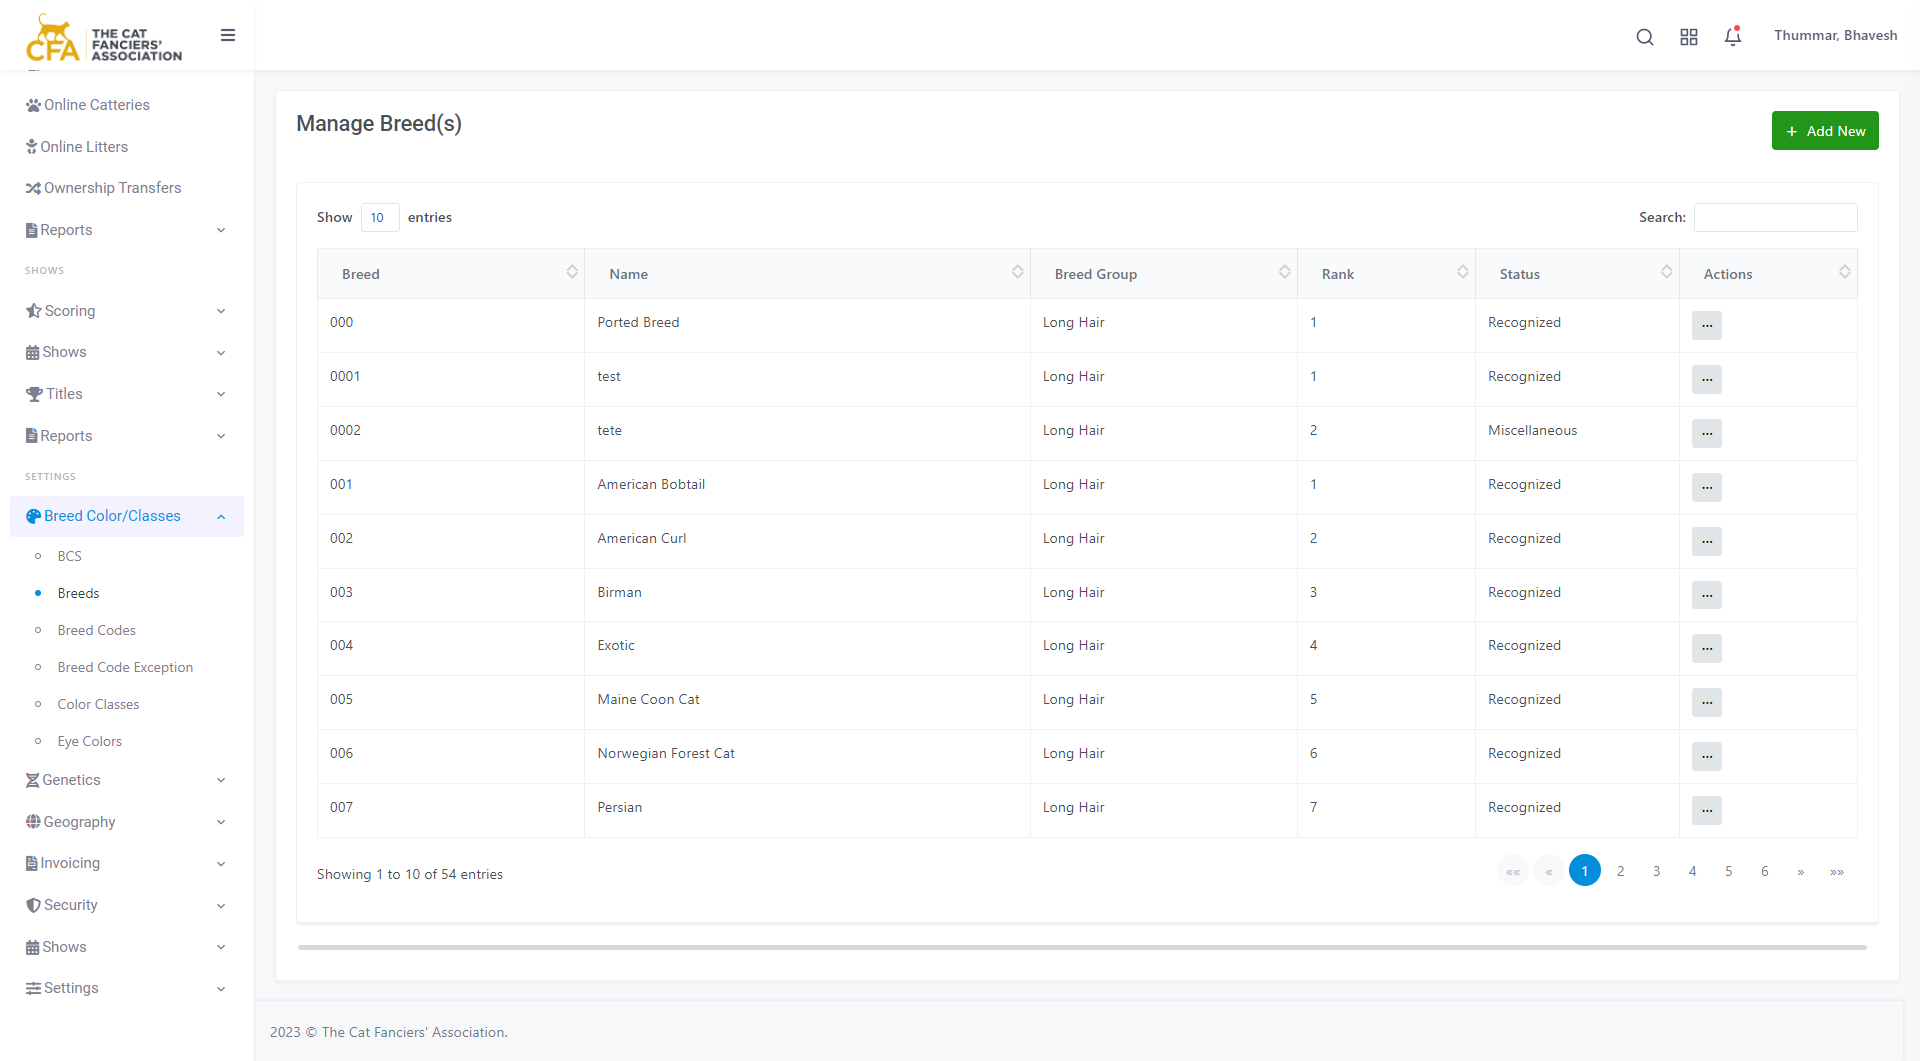 CFA THE CAT FANCIERS' ASSOCIATION
Thummar, Bhavesh
Online Catteries
Online Litters
Ownership Transfers
Reports
SHOWS
Scoring
Shows
Titles
Reports
SETTINGS
Breed Color/Classes
BCS
Breeds
Breed Codes
Breed Code Exception
Color Classes
Eye Colors
Genetics
Geography
Invoicing
Security
Shows
Settings
Manage Breed(s)
+ Add New
Show 10 entries
Search:
Breed Name Breed Group Rank Status Actions
000 Ported Breed Long Hair 1 Recognized ...
0001 test Long Hair 1 Recognized ...
0002 tete Long Hair 2 Miscellaneous ...
001 American Bobtail Long Hair 1 Recognized ...
002 American Curl Long Hair 2 Recognized ...
003 Birman Long Hair 3 Recognized ...
004 Exotic Long Hair 4 Recognized ...
005 Maine Coon Cat Long Hair 5 Recognized ...
006 Norwegian Forest Cat Long Hair 6 Recognized ...
007 Persian Long Hair 7 Recognized ...
Showing 1 to 10 of 54 entries
«« « 1 2 3 4 5 6 » »»
2023 © The Cat Fanciers' Association.